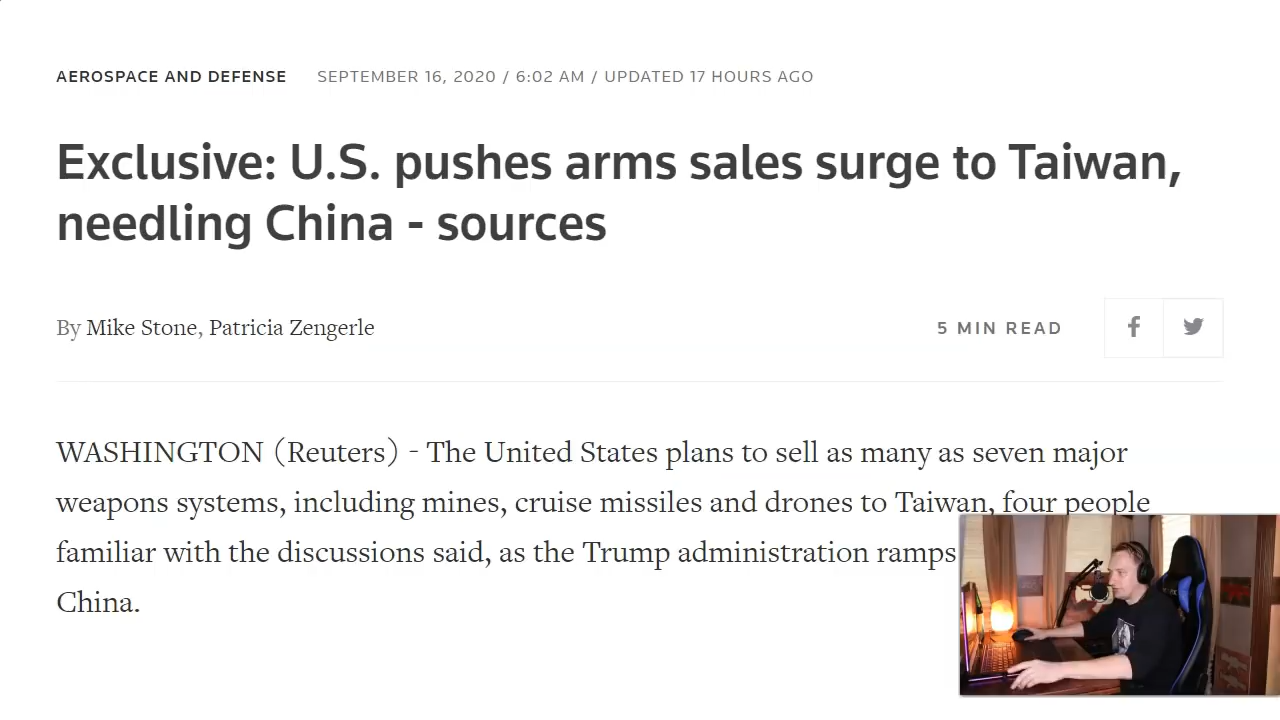 AEROSPACE AND DEFENSE SEPTEMBER 16, 2020 / 6:02 AM / UPDATED 17 HOURS AGO
Exclusive: U.S. pushes arms sales surge to Taiwan,
needling China - sources
By Mike Stone, Patricia Zengerle 5 MIN READ
WASHINGTON (Reuters) - The United States plans to sell as many as seven major
weapons systems, including mines, cruise missiles and drones to Taiwan, four people
familiar with the discussions said, as the Trump administration ramps
China.